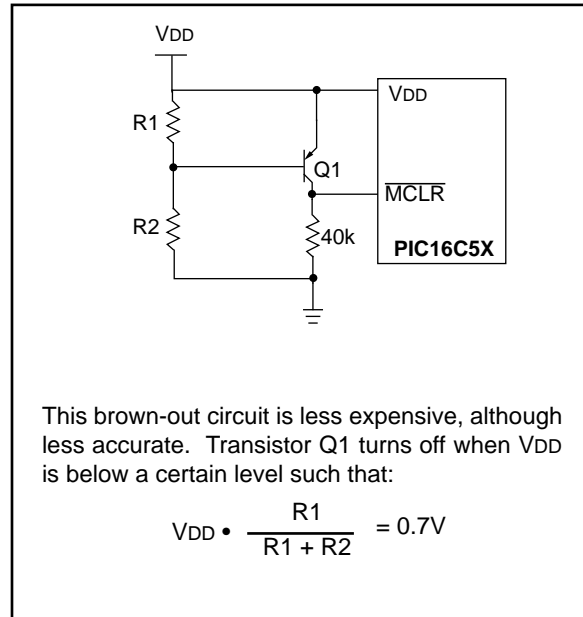 VDD
VDD
R1
Q1
MCLR
R2
40k
PIC16C5X
This brown-out circuit is less expensive, although
less accurate. Transistor Q1 turns off when VDD
is below a certain level such that:
VDD • R1 / R1 + R2 = 0.7V